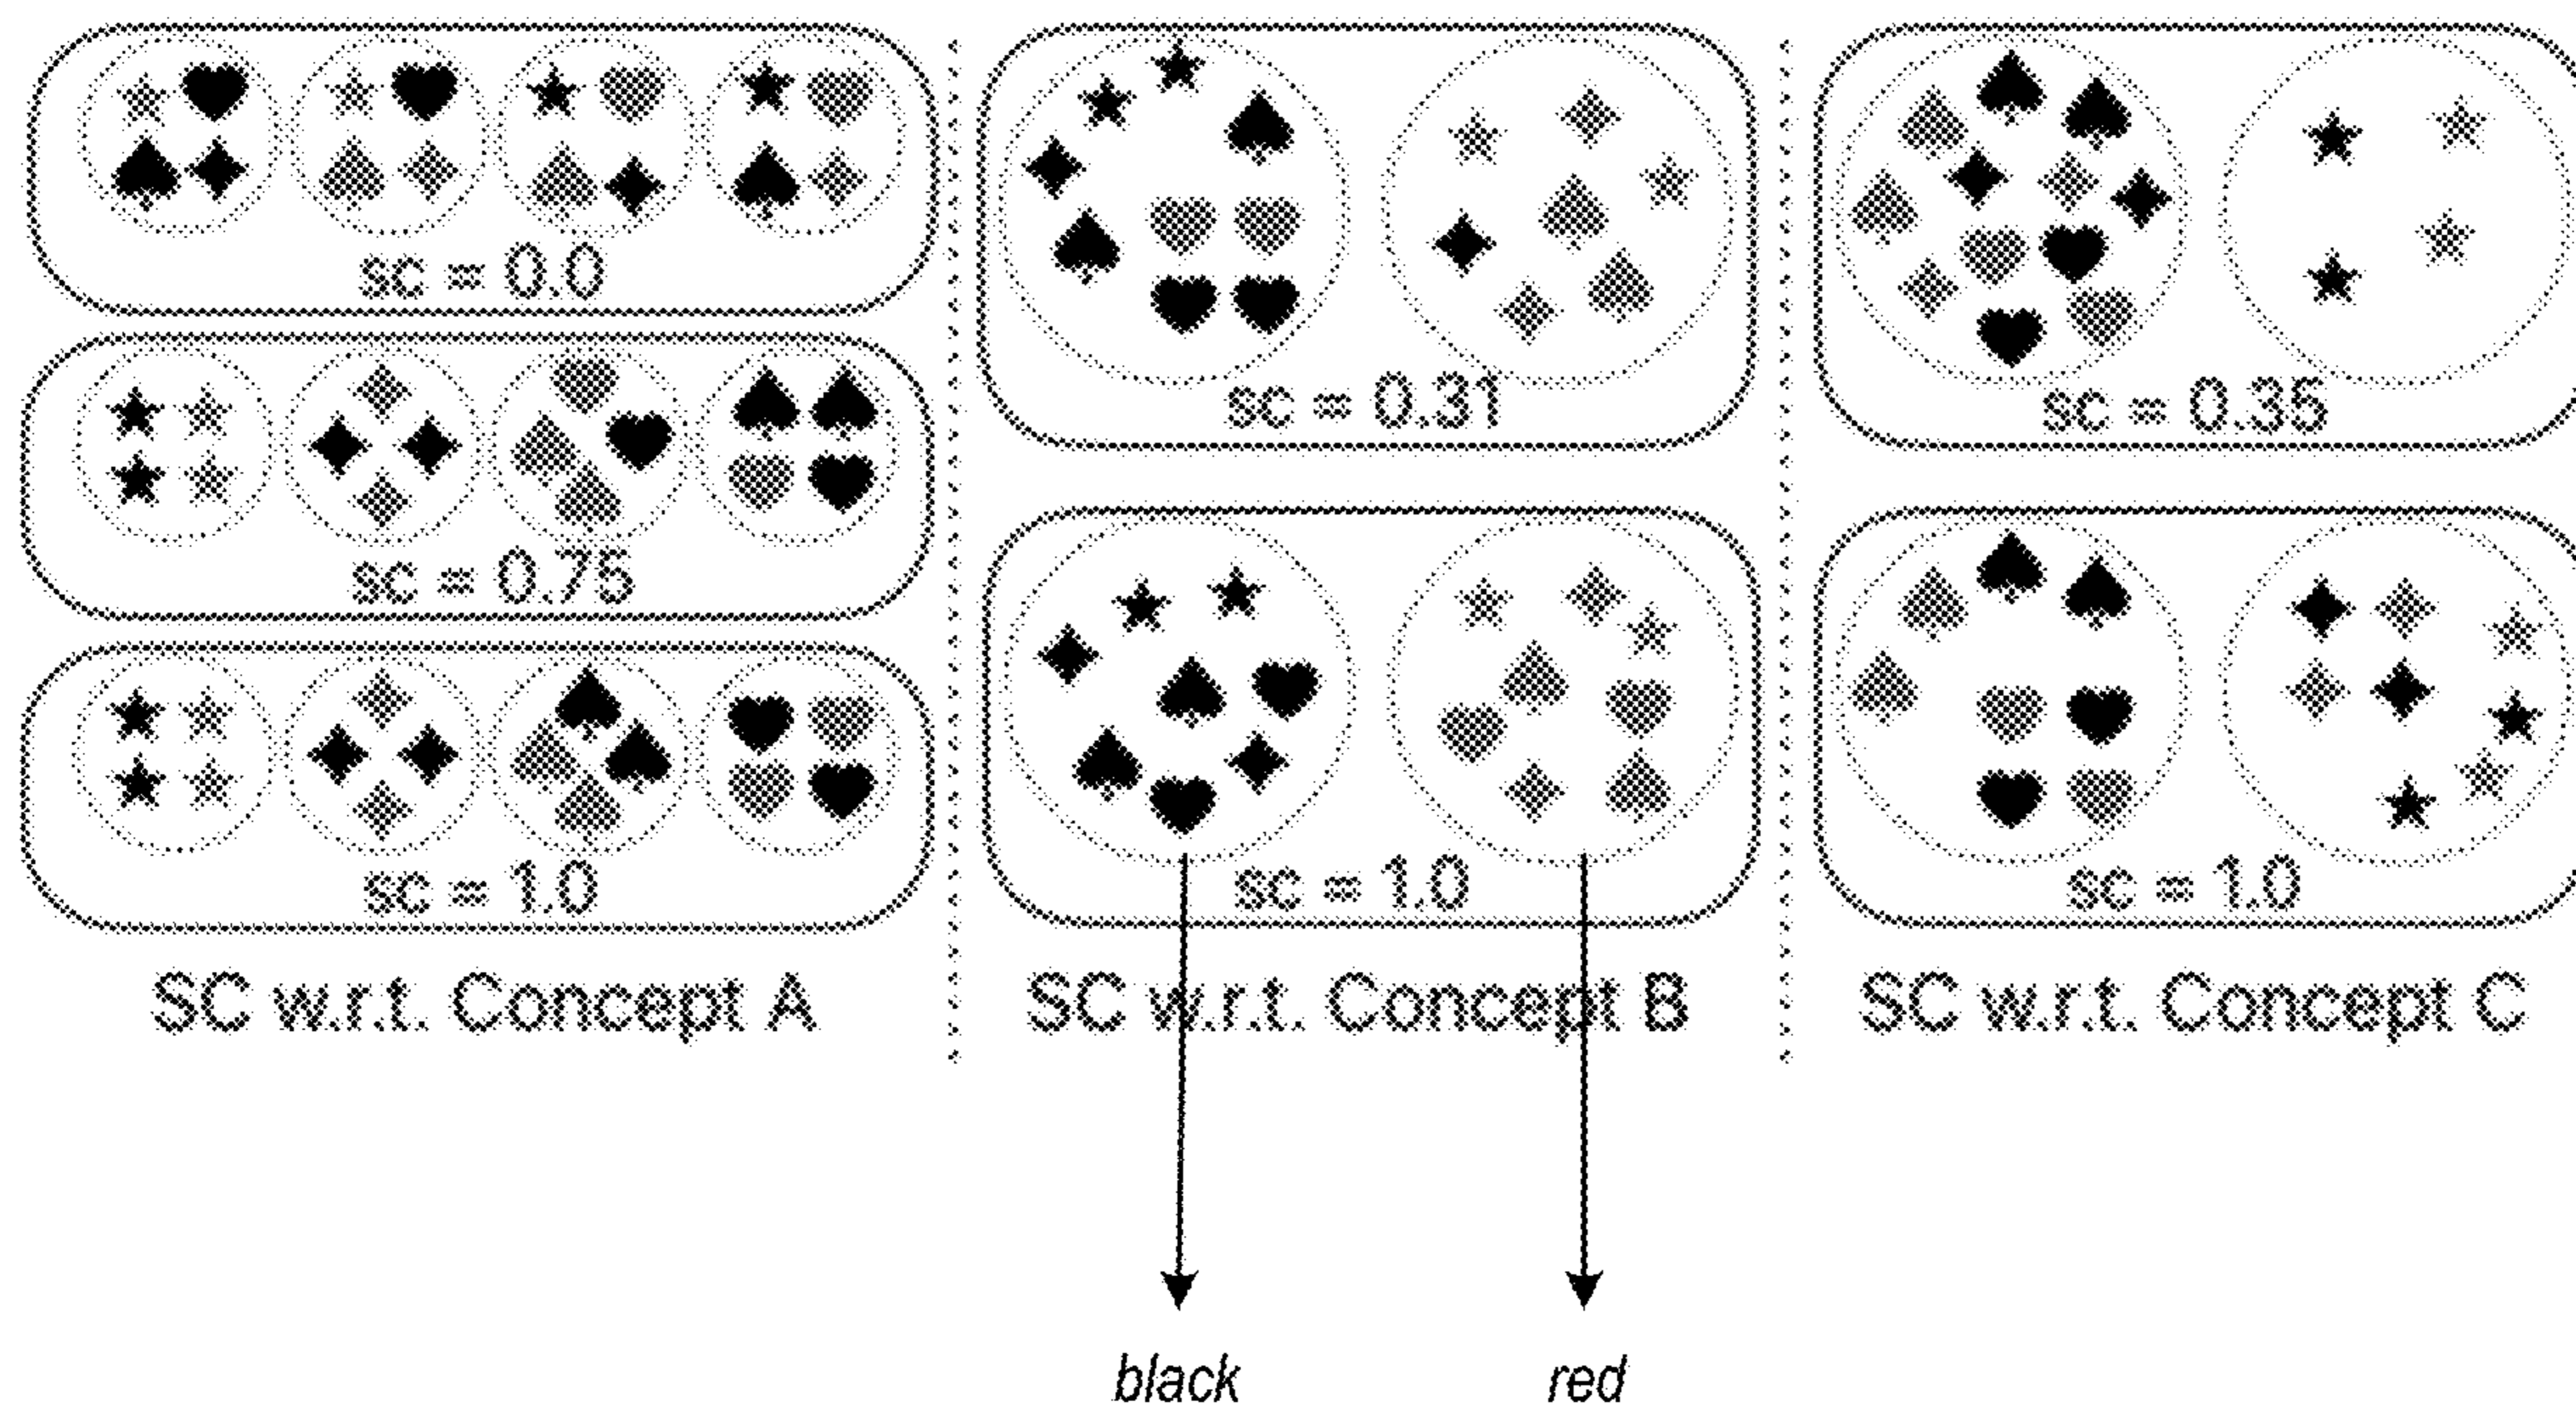 sc = 0.0
sc = 0.75
sc = 1.0
SC w.r.t. Concept A
sc = 0.31
sc = 1.0
SC w.r.t. Concept B
black
red
sc = 0.35
sc = 1.0
SC w.r.t. Concept C